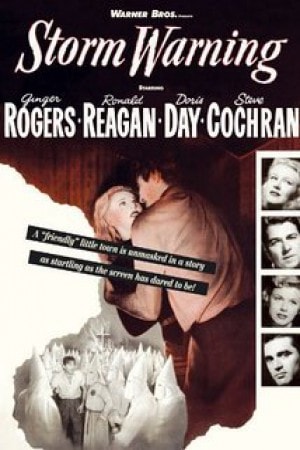 WARNER BROS. PRESENT
Storm Warning
STARRING
Ginger Ronald Doris Steve
ROGERS · REAGAN · DAY · COCHRAN
A "friendly" little town is unmasked in a story
as startling as the screen has dared to be!